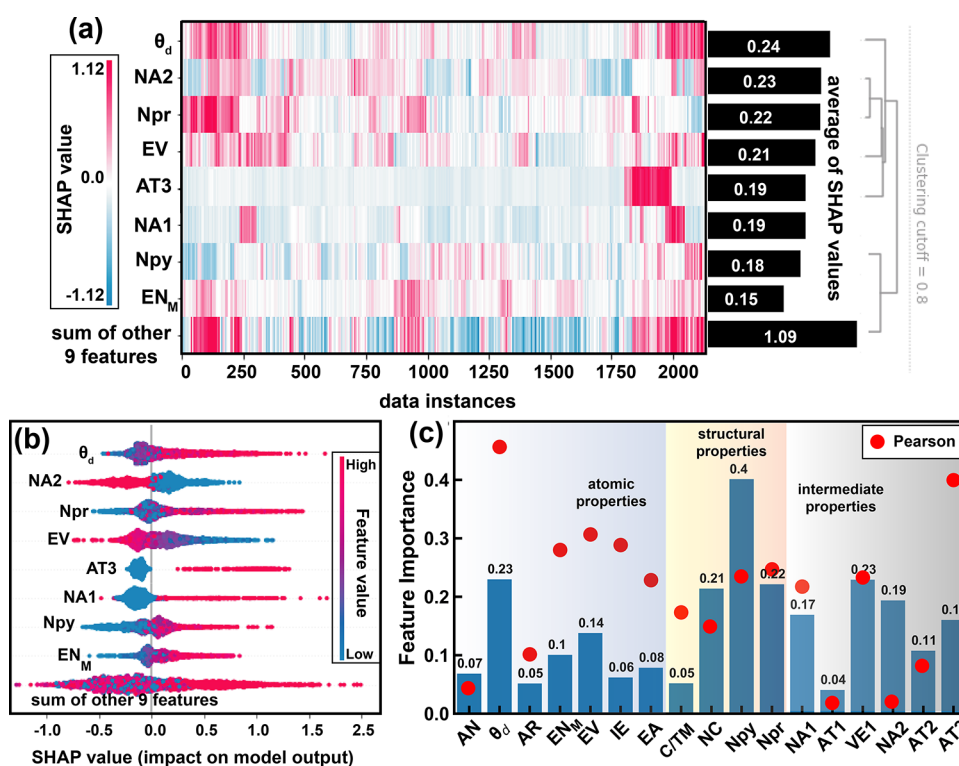 (a)
1.12
0.0
-1.12
SHAP value
θd
NA2
Npr
EV
AT3
NA1
Npy
ENM
sum of other
9 features
0.24
0.23
0.22
0.21
0.19
0.19
0.18
0.15
1.09
average of SHAP values
Clustering cutoff = 0.8
0 250 500 750 1000 1250 1500 1750 2000
data instances
(b)
θd
NA2
Npr
EV
AT3
NA1
Npy
ENM
sum of other 9 features
High
Feature value
Low
-1.0 -0.5 0.0 0.5 1.0 1.5 2.0 2.5
SHAP value (impact on model output)
(c)
Pearson
structural
properties
atomic
properties
intermediate
properties
Feature Importance
0.4
0.3
0.2
0.1
0.0
0.07
0.23
0.05
0.1
0.14
0.06
0.08
0.05
0.21
0.4
0.22
0.17
0.04
0.23
0.19
0.11
0.1
AN θd AR ENM EV IE EA C/TM NC Npy Npr NA1 AT1 VE1 NA2 AT2